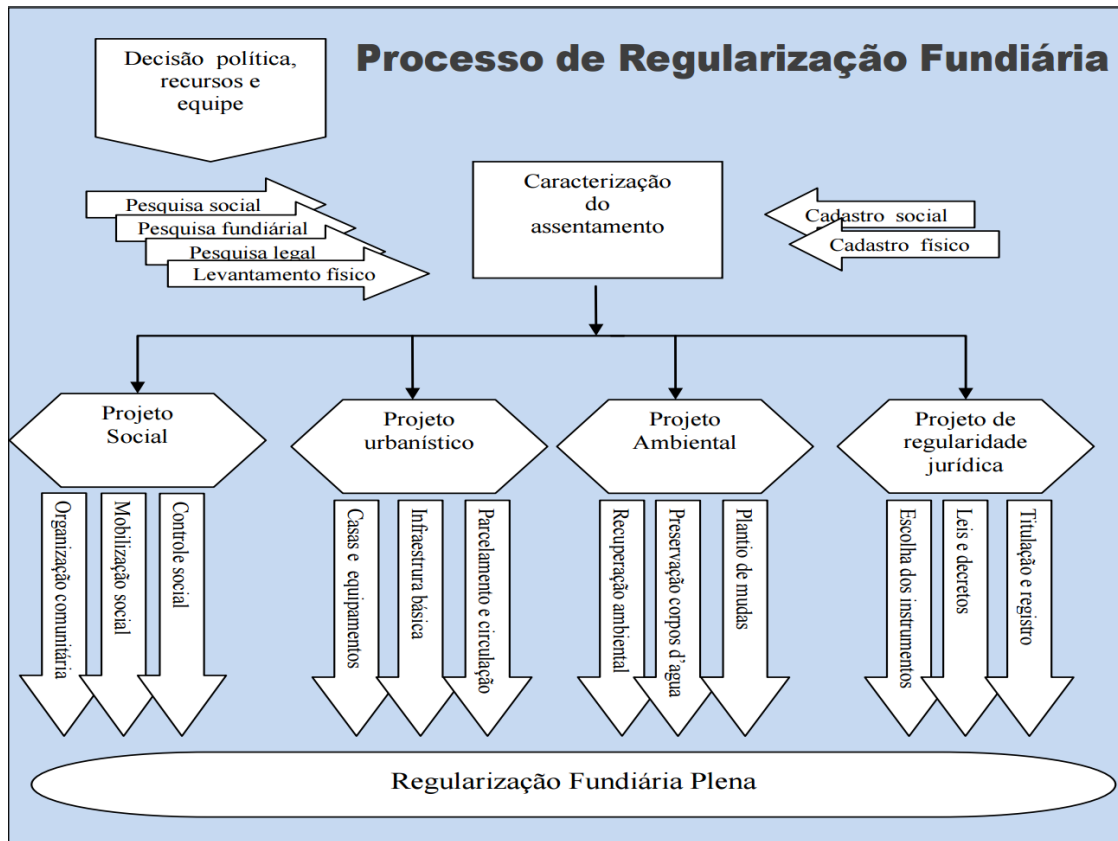 Processo de Regularização Fundiária
Decisão política,
recursos e
equipe
Pesquisa social
Pesquisa fundiárial
Pesquisa legal
Levantamento físico
Caracterização
do
assentamento
Cadastro social
Cadastro físico
Projeto
Social
Projeto
urbanístico
Projeto
Ambiental
Projeto de
regularidade
jurídica
Organização comunitária
Mobilização social
Controle social
Casas e equipamentos
Infraestrura básica
Parcelamento e circulação
Recuperação ambiental
Preservação corpos d’agua
Plantio de mudas
Escolha dos instrumentos
Leis e decretos
Titulação e registro
Regularização Fundiária Plena